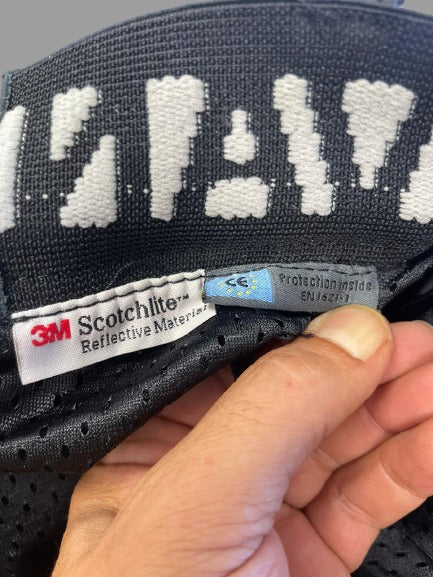 3M Scotchlite™
Reflective Material
CE Protection inside
EN1621-1